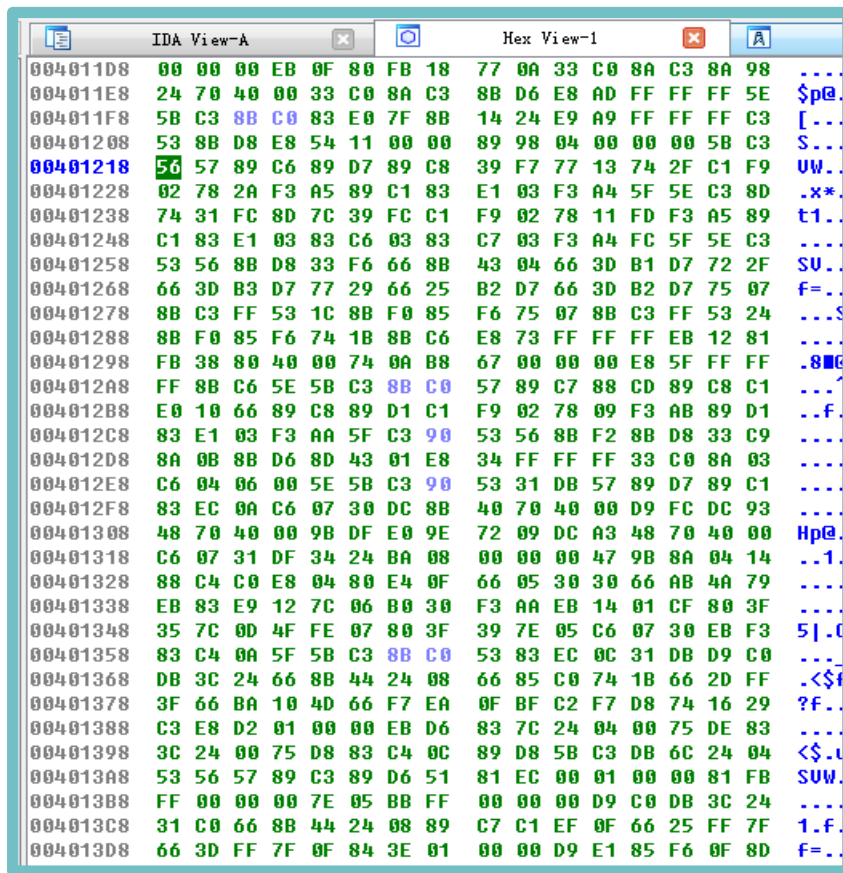 IDA View-A Hex View-1
004011D8 00 00 00 EB 0F 80 FB 18 77 0A 33 C0 8A C3 8A 98 ....
004011E8 24 70 40 00 33 C0 8A C3 8B D6 E8 AD FF FF FF 5E $p@.
004011F8 5B C3 8B C0 83 E0 7F 8B 14 24 E9 A9 FF FF FF C3 [...
00401208 53 8B D8 E8 54 11 00 00 89 98 04 00 00 00 5B C3 S...
00401218 56 57 89 C6 89 D7 89 C8 39 F7 77 13 74 2F C1 F9 VW..
00401228 02 78 2A F3 A5 89 C1 83 E1 03 F3 A4 5F 5E C3 8D .x*.
00401238 74 31 FC 8D 7C 39 FC C1 F9 02 78 11 FD F3 A5 89 t1..
00401248 C1 83 E1 03 83 C6 03 83 C7 03 F3 A4 FC 5F 5E C3 ....
00401258 53 56 8B D8 33 F6 66 8B 43 04 66 3D B1 D7 72 2F SV..
00401268 66 3D B3 D7 77 29 66 25 B2 D7 66 3D B2 D7 75 07 f=..
00401278 8B C3 FF 53 1C 8B F0 85 F6 75 07 8B C3 FF 53 24 ...S
00401288 8B F0 85 F6 74 1B 8B C6 E8 73 FF FF FF EB 12 81 ....
00401298 FB 38 80 40 00 74 0A B8 67 00 00 00 E8 5F FF FF .8■@
004012A8 FF 8B C6 5E 5B C3 8B C0 57 89 C7 88 CD 89 C8 C1 ...^
004012B8 E0 10 66 89 C8 89 D1 C1 F9 02 78 09 F3 AB 89 D1 ..f.
004012C8 83 E1 03 F3 AA 5F C3 90 53 56 8B F2 8B D8 33 C9 ....
004012D8 8A 0B 8B D6 8D 43 01 E8 34 FF FF FF 33 C0 8A 03 ....
004012E8 C6 04 06 00 5E 5B C3 90 53 31 DB 57 89 D7 89 C1 ....
004012F8 83 EC 0A C6 07 30 DC 8B 40 70 40 00 D9 FC DC 93 ....
00401308 48 70 40 00 9B DF E0 9E 72 09 DC A3 48 70 40 00 Hp@.
00401318 C6 07 31 DF 34 24 BA 08 00 00 00 47 9B 8A 04 14 ..1.
00401328 88 C4 C0 E8 04 80 E4 0F 66 05 30 30 66 AB 4A 79 ....
00401338 EB 83 E9 12 7C 06 B0 30 F3 AA EB 14 01 CF 80 3F ....
00401348 35 7C 0D 4F FE 07 80 3F 39 7E 05 C6 07 30 EB F3 5|.O
00401358 83 C4 0A 5F 5B C3 8B C0 53 83 EC 0C 31 DB D9 C0 ..._
00401368 DB 3C 24 66 8B 44 24 08 66 85 C0 74 1B 66 2D FF .<$f
00401378 3F 66 BA 10 4D 66 F7 EA 0F BF C2 F7 D8 74 16 29 ?f..
00401388 C3 E8 D2 01 00 00 EB D6 83 7C 24 04 00 75 DE 83 ....
00401398 3C 24 00 75 D8 83 C4 0C 89 D8 5B C3 DB 6C 24 04 <$.u
004013A8 53 56 57 89 C3 89 D6 51 81 EC 00 01 00 00 81 FB SVW.
004013B8 FF 00 00 00 7E 05 BB FF 00 00 00 D9 C0 DB 3C 24 ....
004013C8 31 C0 66 8B 44 24 08 89 C7 C1 EF 0F 66 25 FF 7F 1.f.
004013D8 66 3D FF 7F 0F 84 3E 01 00 00 D9 E1 85 F6 0F 8D f=..